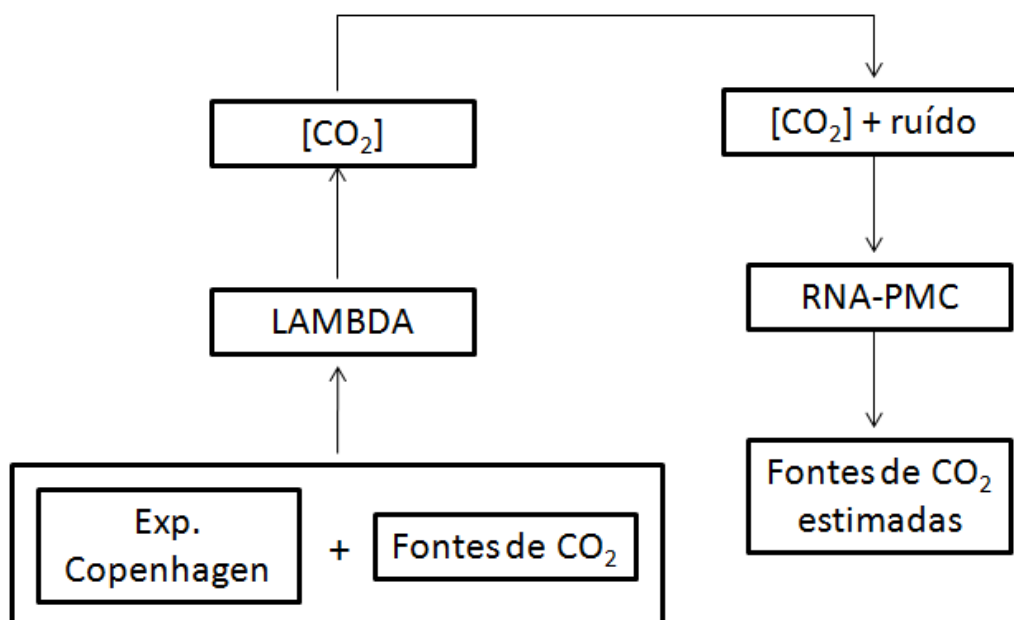 [CO₂]
[CO₂] + ruído
LAMBDA
RNA-PMC
Exp.
Copenhagen
+
Fontes de CO₂
Fontes de CO₂
estimadas